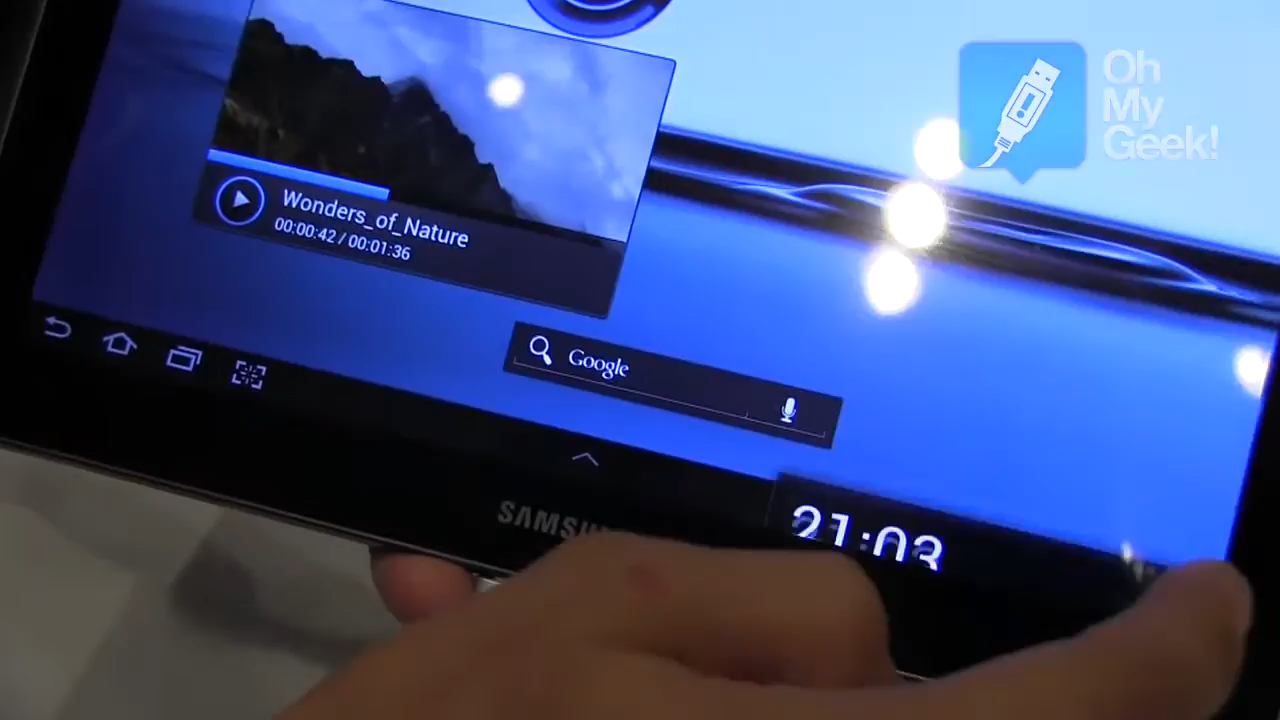 Oh
My
Geek!
Wonders_of_Nature
00:00:42 / 00:01:36
Google
21:03